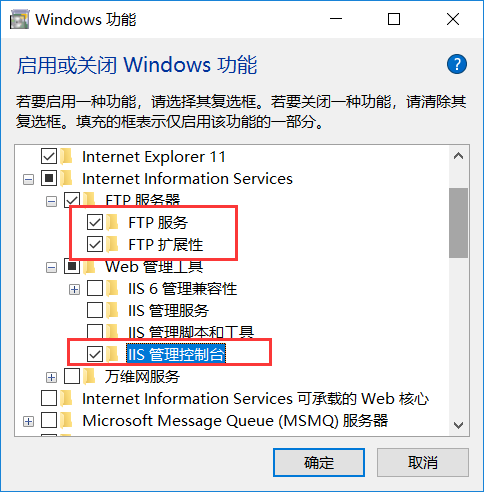 Windows 功能
启用或关闭 Windows 功能
?
若要启用一种功能，请选择其复选框。若要关闭一种功能，请清除其
复选框。填充的框表示仅启用该功能的一部分。
Internet Explorer 11
Internet Information Services
FTP 服务器
FTP 服务
FTP 扩展性
Web 管理工具
IIS 6 管理兼容性
IIS 管理服务
IIS 管理脚本和工具
IIS 管理控制台
万维网服务
Internet Information Services 可承载的 Web 核心
Microsoft Message Queue (MSMQ) 服务器
确定
取消